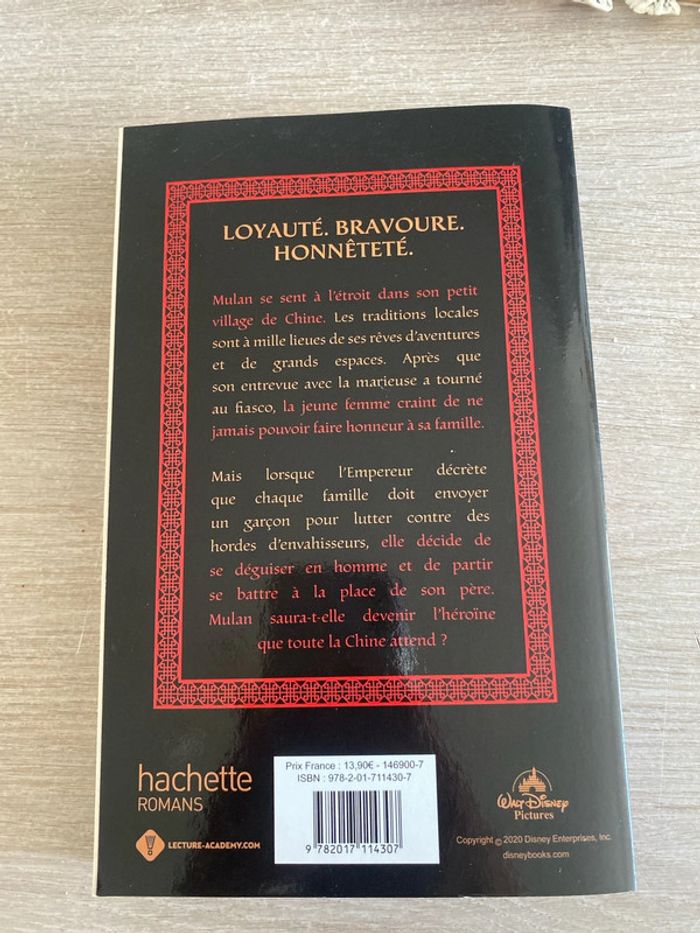 LOYAUTÉ. BRAVOURE.
HONNÊTETÉ.
Mulan se sent à l'étroit dans son petit
village de Chine. Les traditions locales
sont à mille lieues de ses rêves d'aventures
et de grands espaces. Après que
son entrevue avec la marieuse a tourné
au fiasco, la jeune femme craint de ne
jamais pouvoir faire honneur à sa famille.
Mais lorsque l'Empereur décrète
que chaque famille doit envoyer
un garçon pour lutter contre des
hordes d'envahisseurs, elle décide de
se déguiser en homme et de partir
se battre à la place de son père.
Mulan saura-t-elle devenir l'héroïne
que toute la Chine attend ?
hachette
ROMANS
LECTURE-ACADEMY.COM
Prix France : 13,90€ - 146900-7
ISBN : 978-2-01-711430-7
9 782017 114307
WALT DISNEY
Pictures
Copyright © 2020 Disney Enterprises, Inc.
disneybooks.com